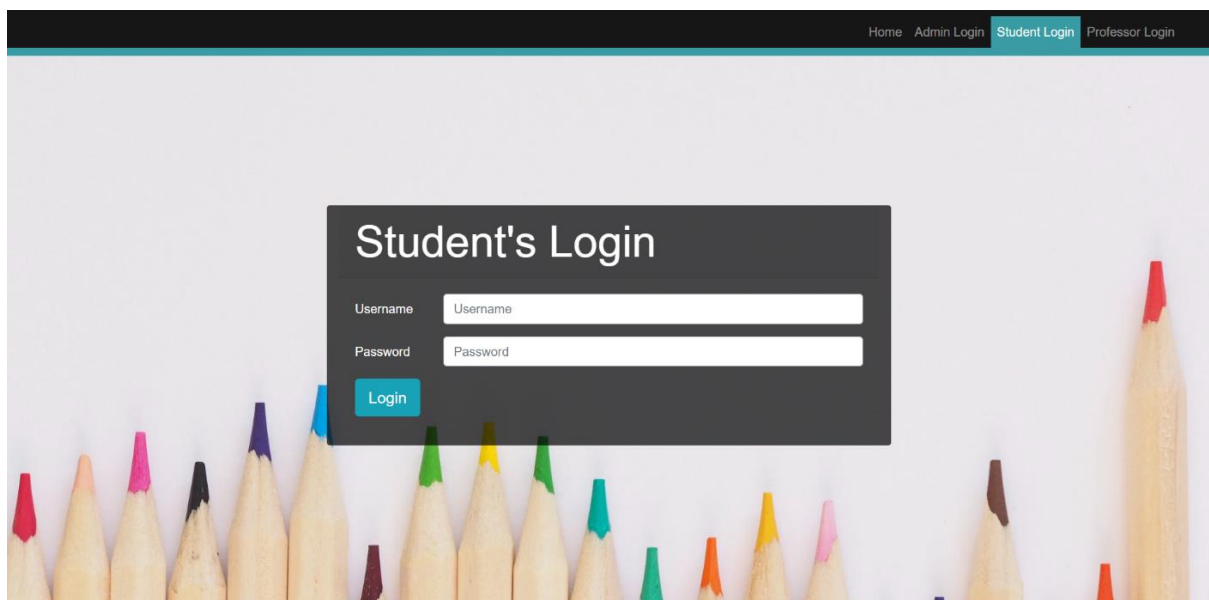 Home Admin Login Student Login Professor Login
Student's Login
Username Username
Password Password
Login